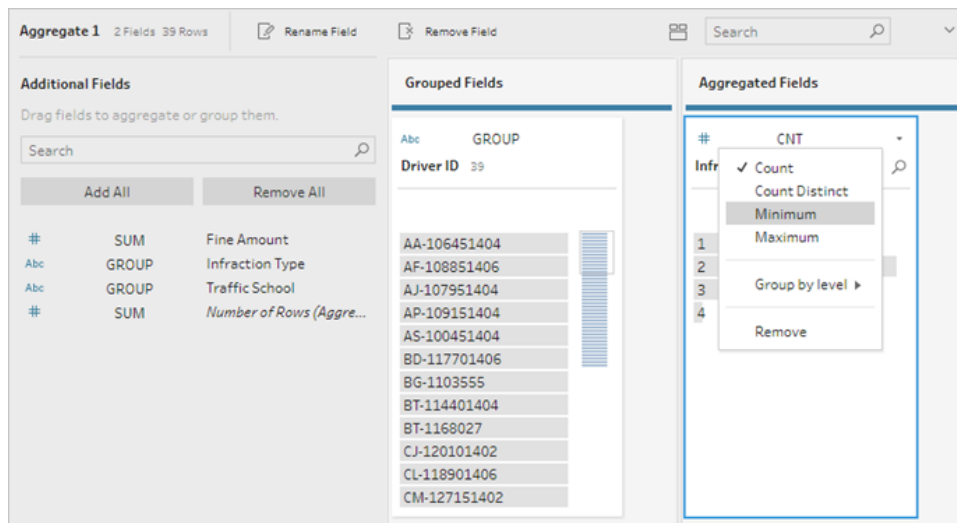 Aggregate 1 2 Fields 39 Rows Rename Field Remove Field Search
Additional Fields
Drag fields to aggregate or group them.
Search
Add All Remove All
# SUM Fine Amount
Abc GROUP Infraction Type
Abc GROUP Traffic School
# SUM Number of Rows (Aggre...
Grouped Fields
Abc GROUP
Driver ID 39
AA-106451404
AF-108851406
AJ-107951404
AP-109151404
AS-100451404
BD-117701406
BG-1103555
BT-114401404
BT-1168027
CJ-120101402
CL-118901406
CM-127151402
Aggregated Fields
# CNT
Infr
1
2
3
4
✓ Count
Count Distinct
Minimum
Maximum
Group by level
Remove